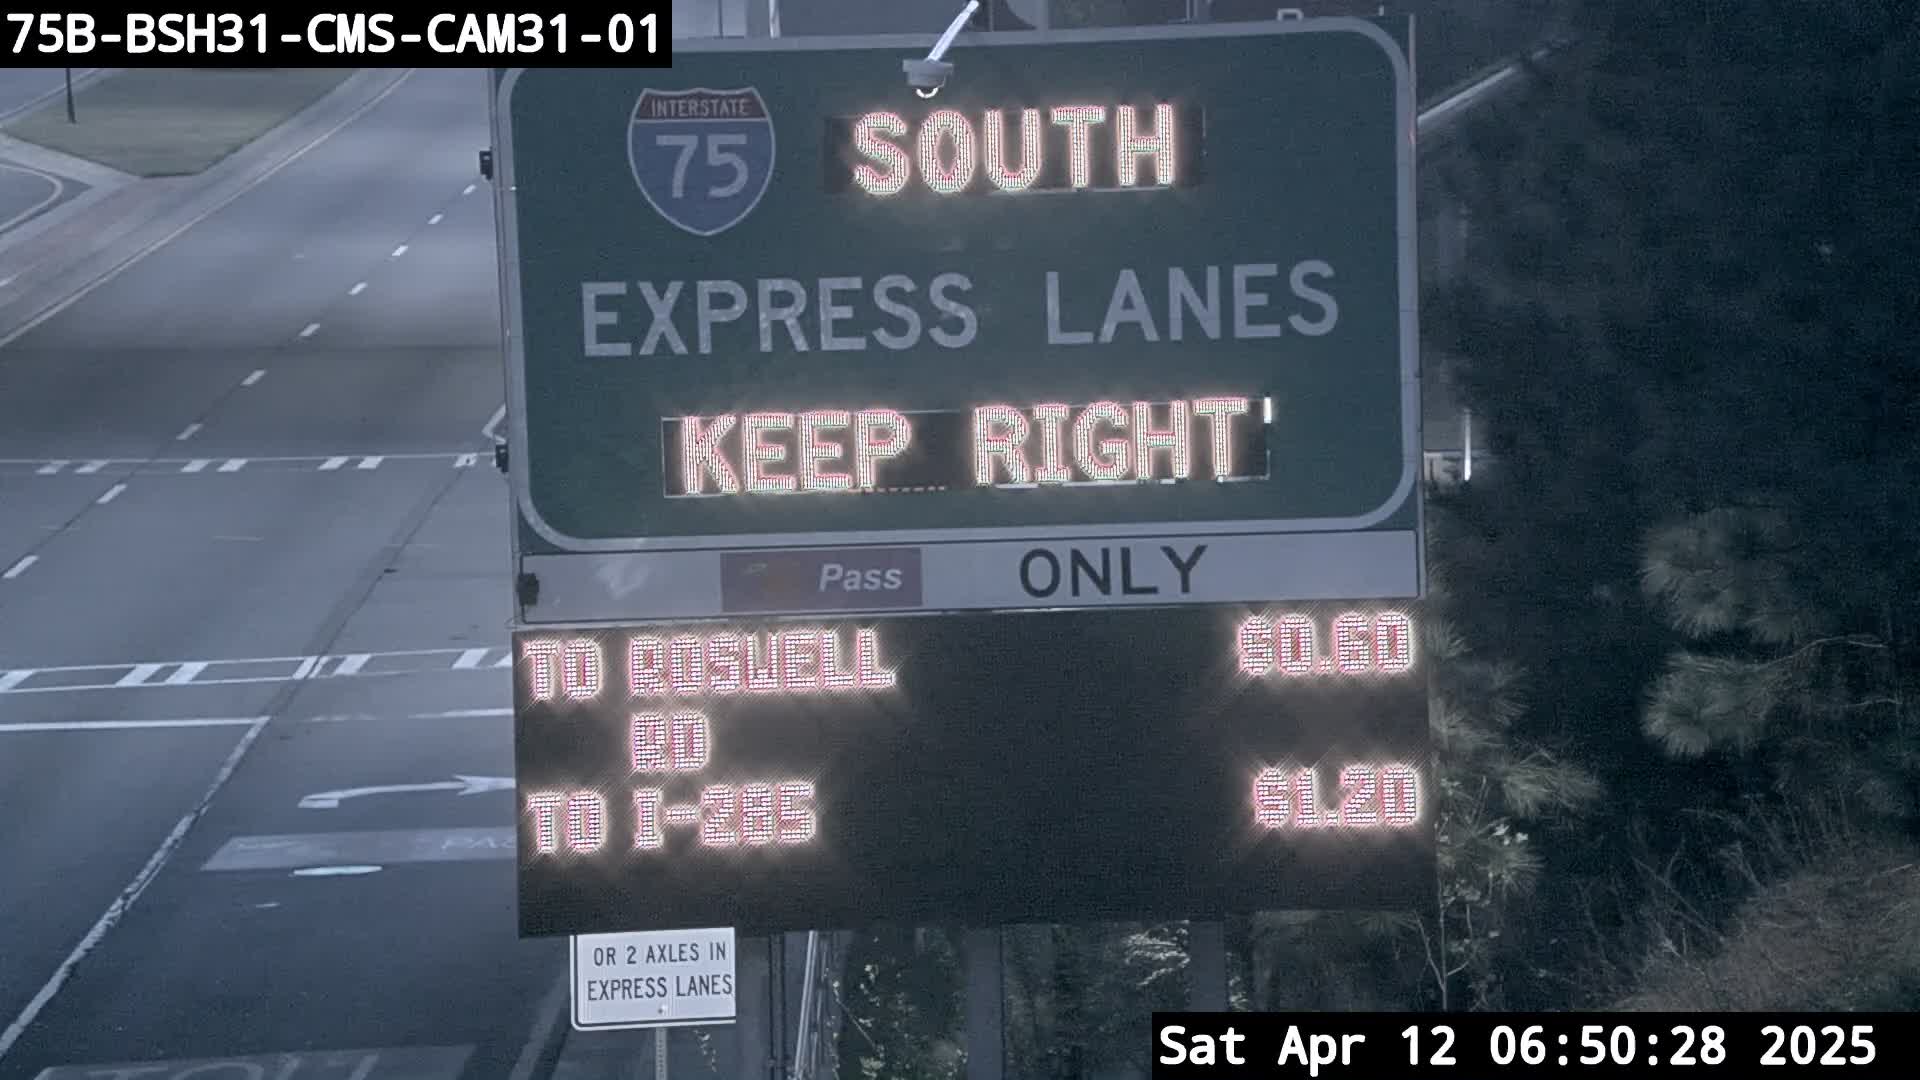 75B-BSH31-CMS-CAM31-01
INTERSTATE
75
SOUTH
EXPRESS LANES
KEEP RIGHT
Pass ONLY
TO ROSWELL $0.60
RD
TO I-285 $1.20
OR 2 AXLES IN
EXPRESS LANES
TOLL
Sat Apr 12 06:50:28 2025